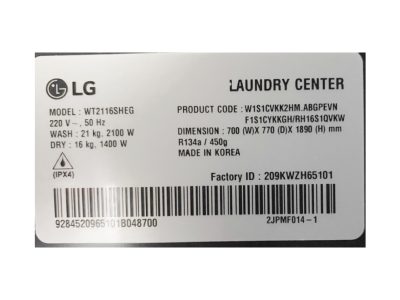 LG
LAUNDRY CENTER
MODEL : WT2116SHEG
220 V~, 50 Hz
WASH : 21 kg, 2100 W
DRY : 16 kg, 1400 W
(IPX4)
PRODUCT CODE : W1S1CVKK2HM.ABGPEVN
F1S1CYKKGH/RH16S1QVKW
DIMENSION : 700 (W)X 770 (D)X 1890 (H) mm
R134a / 450g
MADE IN KOREA
Factory ID : 209KWZH65101
9284520965101B048700
2JPMF014-1